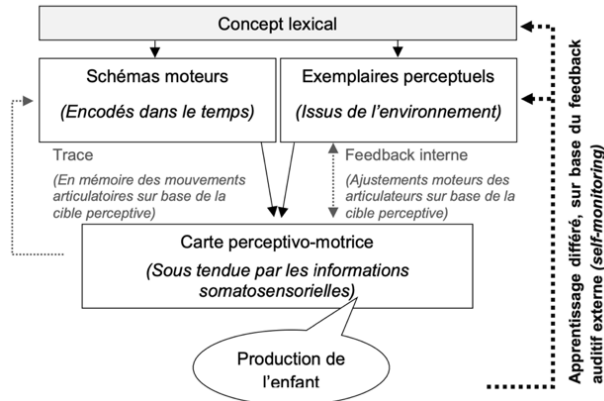 Concept lexical
Schémas moteurs
(Encodés dans le temps)
Exemplaires perceptuels
(Issus de l'environnement)
Trace
(En mémoire des mouvements
articulatoires sur base de la
cible perceptive)
Feedback interne
(Ajustements moteurs des
articulateurs sur base de la
cible perceptive)
Carte perceptivo-motrice
(Sous tendue par les informations
somatosensorielles)
Production de
l'enfant
Apprentissage différé, sur base du feedback
auditif externe (self-monitoring)